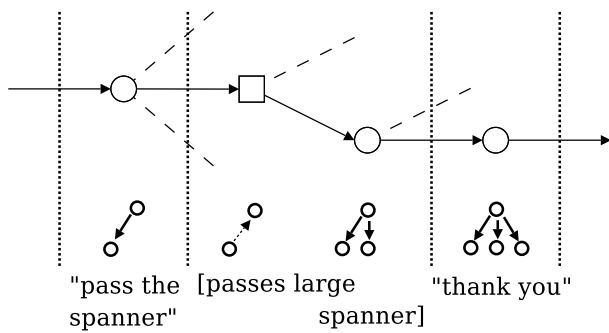 "pass the
spanner"
[passes large
spanner]
"thank you"